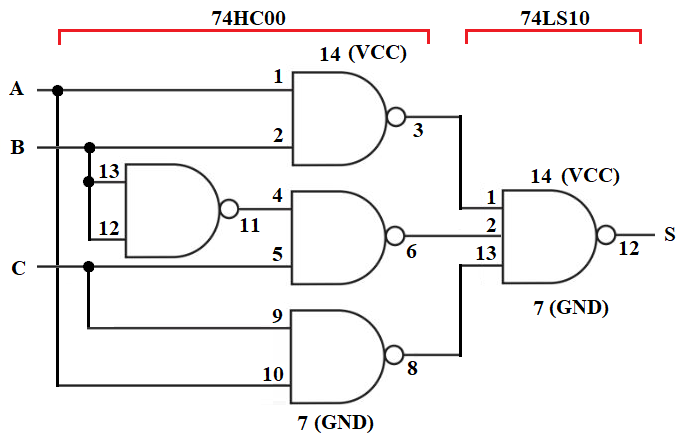 74HC00 74LS10
14 (VCC)
A 1
3
B 2
13
14 (VCC)
12 11 4
1
2 S
6 12
C 5 13
9
7 (GND)
10 8
7 (GND)